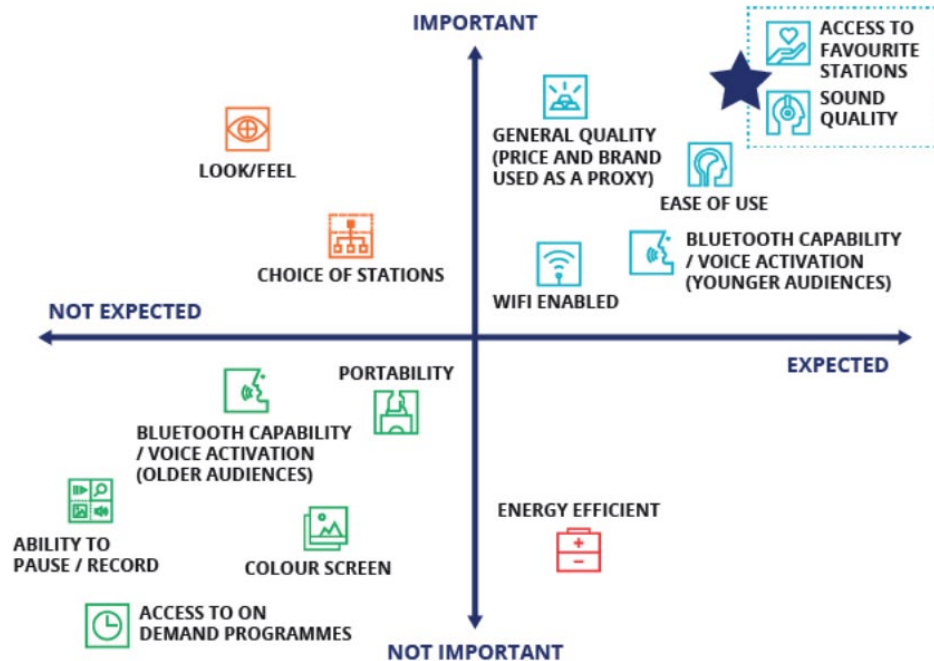 IMPORTANT
ACCESS TO
FAVOURITE
STATIONS
SOUND
QUALITY
GENERAL QUALITY
(PRICE AND BRAND
USED AS A PROXY)
LOOK/FEEL
EASE OF USE
CHOICE OF STATIONS
BLUETOOTH CAPABILITY
/ VOICE ACTIVATION
(YOUNGER AUDIENCES)
WIFI ENABLED
NOT EXPECTED
EXPECTED
PORTABILITY
BLUETOOTH CAPABILITY
/ VOICE ACTIVATION
(OLDER AUDIENCES)
ENERGY EFFICIENT
ABILITY TO
PAUSE / RECORD
COLOUR SCREEN
ACCESS TO ON
DEMAND PROGRAMMES
NOT IMPORTANT